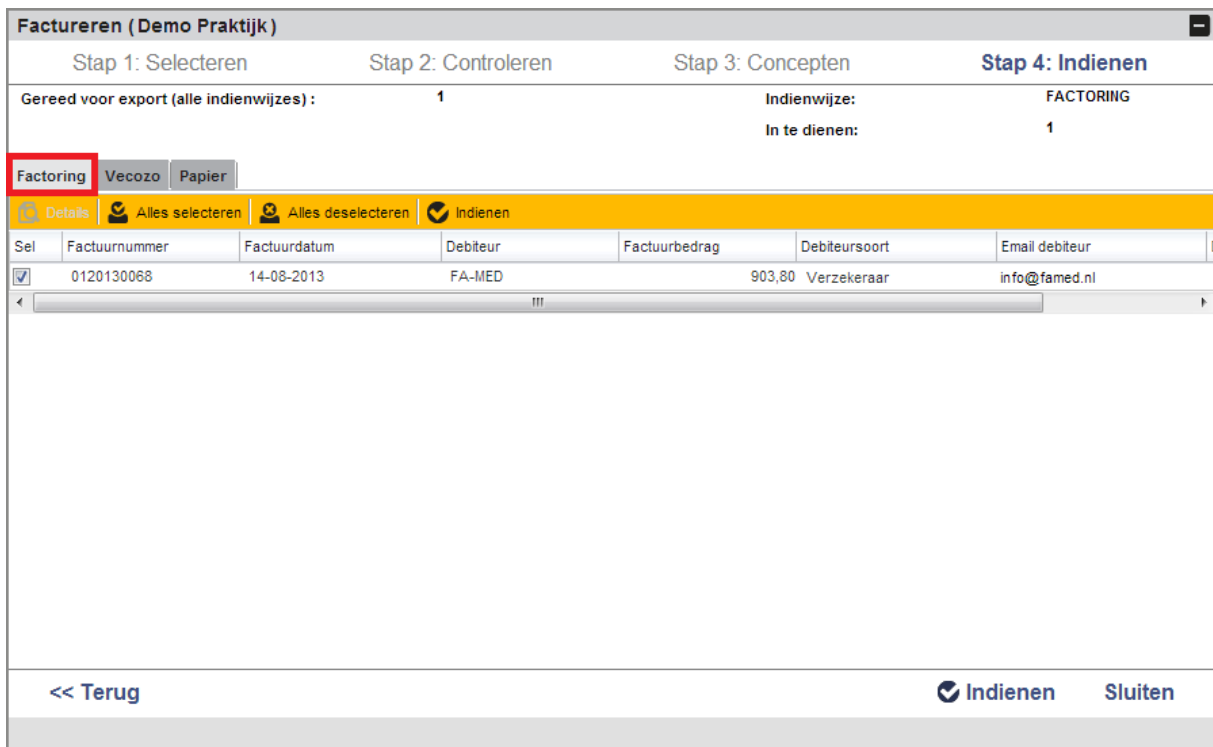 Factureren (Demo Praktijk)
Stap 1: Selecteren Stap 2: Controleren Stap 3: Concepten Stap 4: Indienen
Gereed voor export (alle indienwijzes) : 1 Indienwijze: FACTORING
In te dienen: 1
Factoring Vecozo Papier
Details Alles selecteren Alles deselecteren Indienen
Sel Factuurnummer Factuurdatum Debiteur Factuurbedrag Debiteursoort Email debiteur
0120130068 14-08-2013 FA-MED 903,80 Verzekeraar info@famed.nl
<< Terug Indienen Sluiten